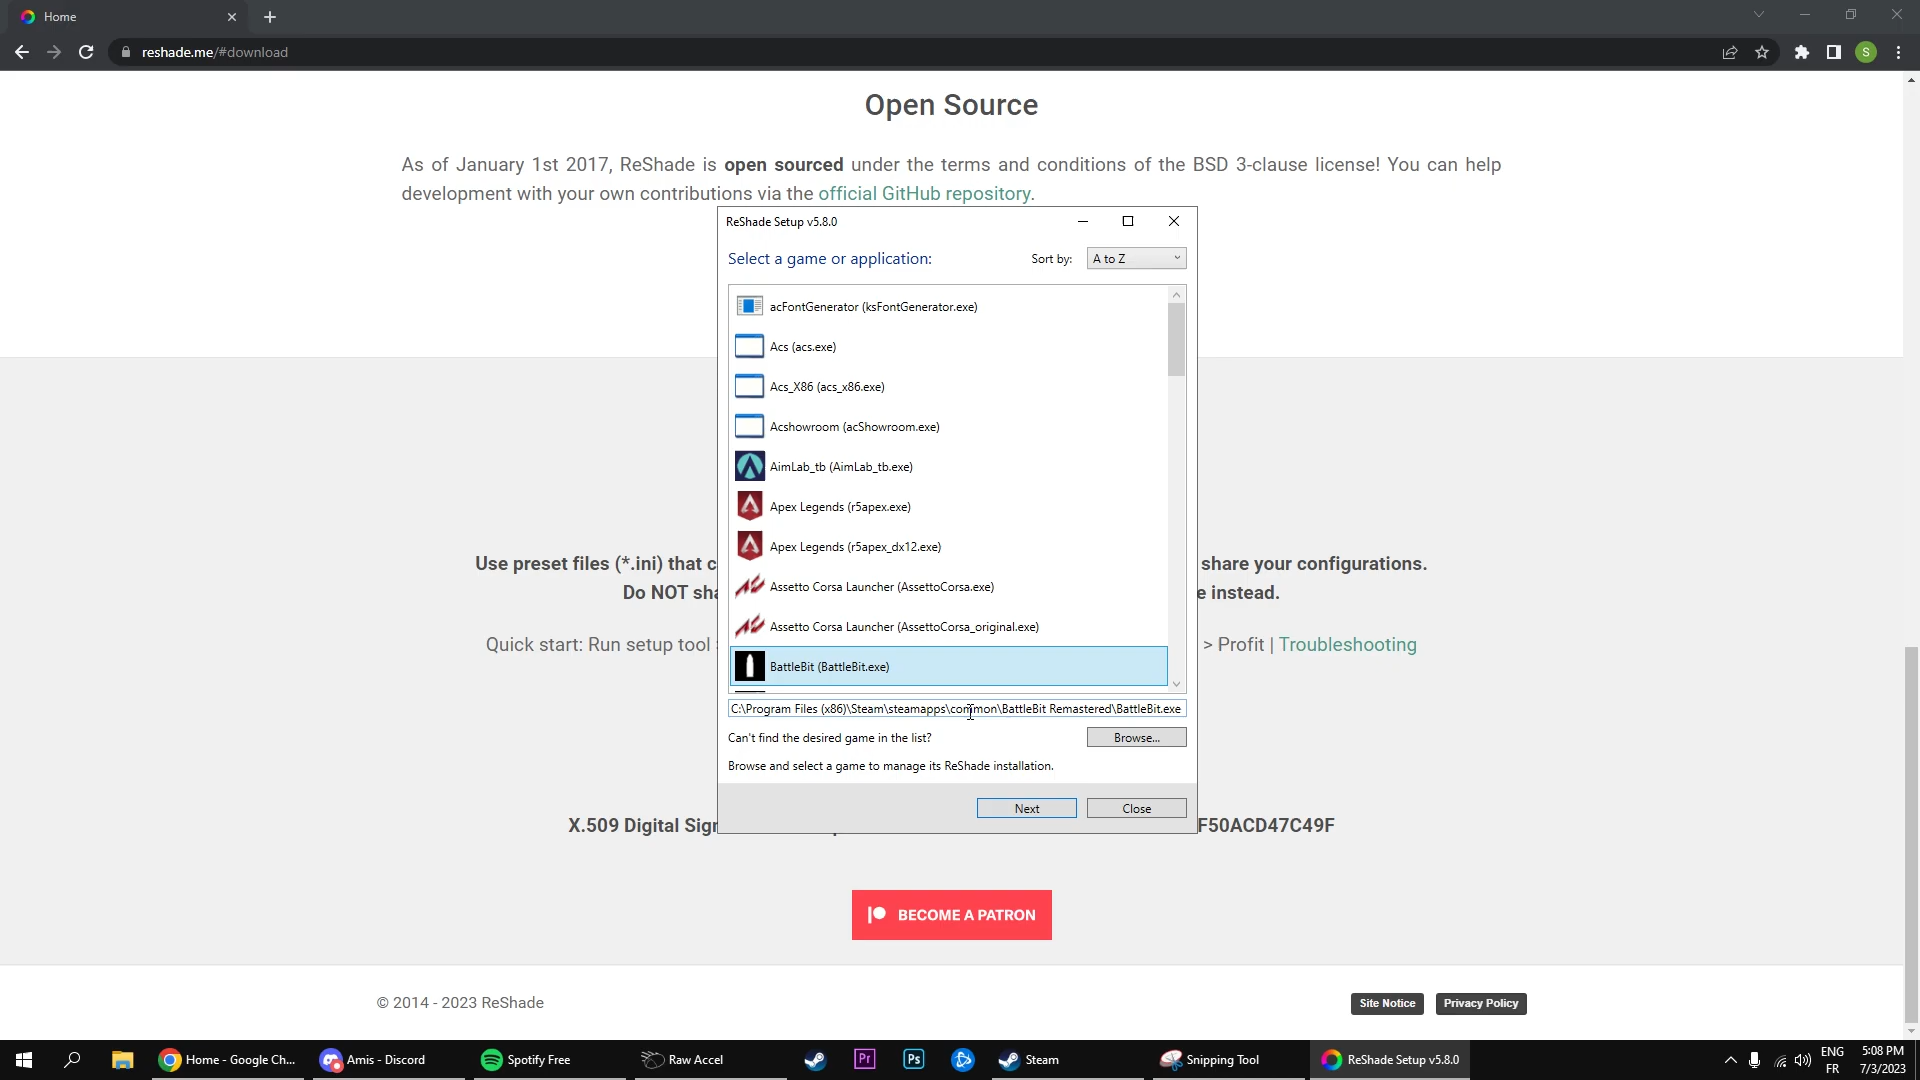 Home
reshade.me/#download
S
Open Source
As of January 1st 2017, ReShade is open sourced under the terms and conditions of the BSD 3-clause license! You can help
development with your own contributions via the official GitHub repository.
ReShade Setup v5.8.0
Select a game or application:
Sort by:
A to Z
acFontGenerator (ksFontGenerator.exe)
Acs (acs.exe)
Acs_X86 (acs_x86.exe)
Acshowroom (acShowroom.exe)
AimLab_tb (AimLab_tb.exe)
Apex Legends (r5apex.exe)
Apex Legends (r5apex_dx12.exe)
Assetto Corsa Launcher (AssettoCorsa.exe)
Assetto Corsa Launcher (AssettoCorsa_original.exe)
BattleBit (BattleBit.exe)
C:\Program Files (x86)\Steam\steamapps\common\BattleBit Remastered\BattleBit.exe
Can't find the desired game in the list?
Browse...
Browse and select a game to manage its ReShade installation.
Next
Close
Use preset files (*.ini) that
share your configurations.
Do NOT
instead.
Quick start: Run setup tool
> Profit | Troubleshooting
X.509 Digital
F50ACD47C49F
BECOME A PATRON
© 2014 - 2023 ReShade
Site Notice
Privacy Policy
Home - Google Ch...
Amis - Discord
Spotify Free
Raw Accel
Pr
Ps
Steam
Snipping Tool
ReShade Setup v5.8.0
ENG
FR
5:08 PM
7/3/2023